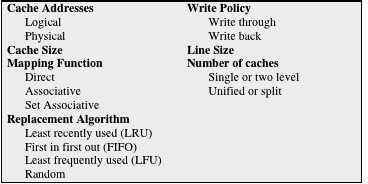 Cache Addresses
Logical
Physical
Cache Size
Mapping Function
Direct
Associative
Set Associative
Replacement Algorithm
Least recently used (LRU)
First in first out (FIFO)
Least frequently used (LFU)
Random
Write Policy
Write through
Write back
Line Size
Number of caches
Single or two level
Unified or split